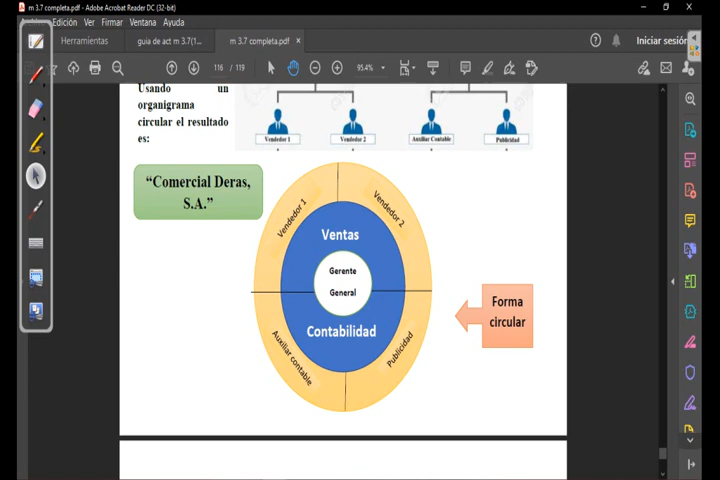 m 3.7 completa.pdf - Adobe Acrobat Reader DC (32-bit)
Edición Ver Firmar Ventana Ayuda
Herramientas
guia de act m 3.7(1...
m 3.7 completa.pdf ×
Iniciar sesión
116 / 119
95.4%
Usando un
organigrama
circular el resultado
es:
Vendedor 1
Vendedor 2
Auxiliar Contable
Publicidad
“Comercial Deras,
S.A.”
Vendedor 1
Vendedor 2
Ventas
Gerente
General
Contabilidad
Auxiliar contable
Publicidad
Forma
circular